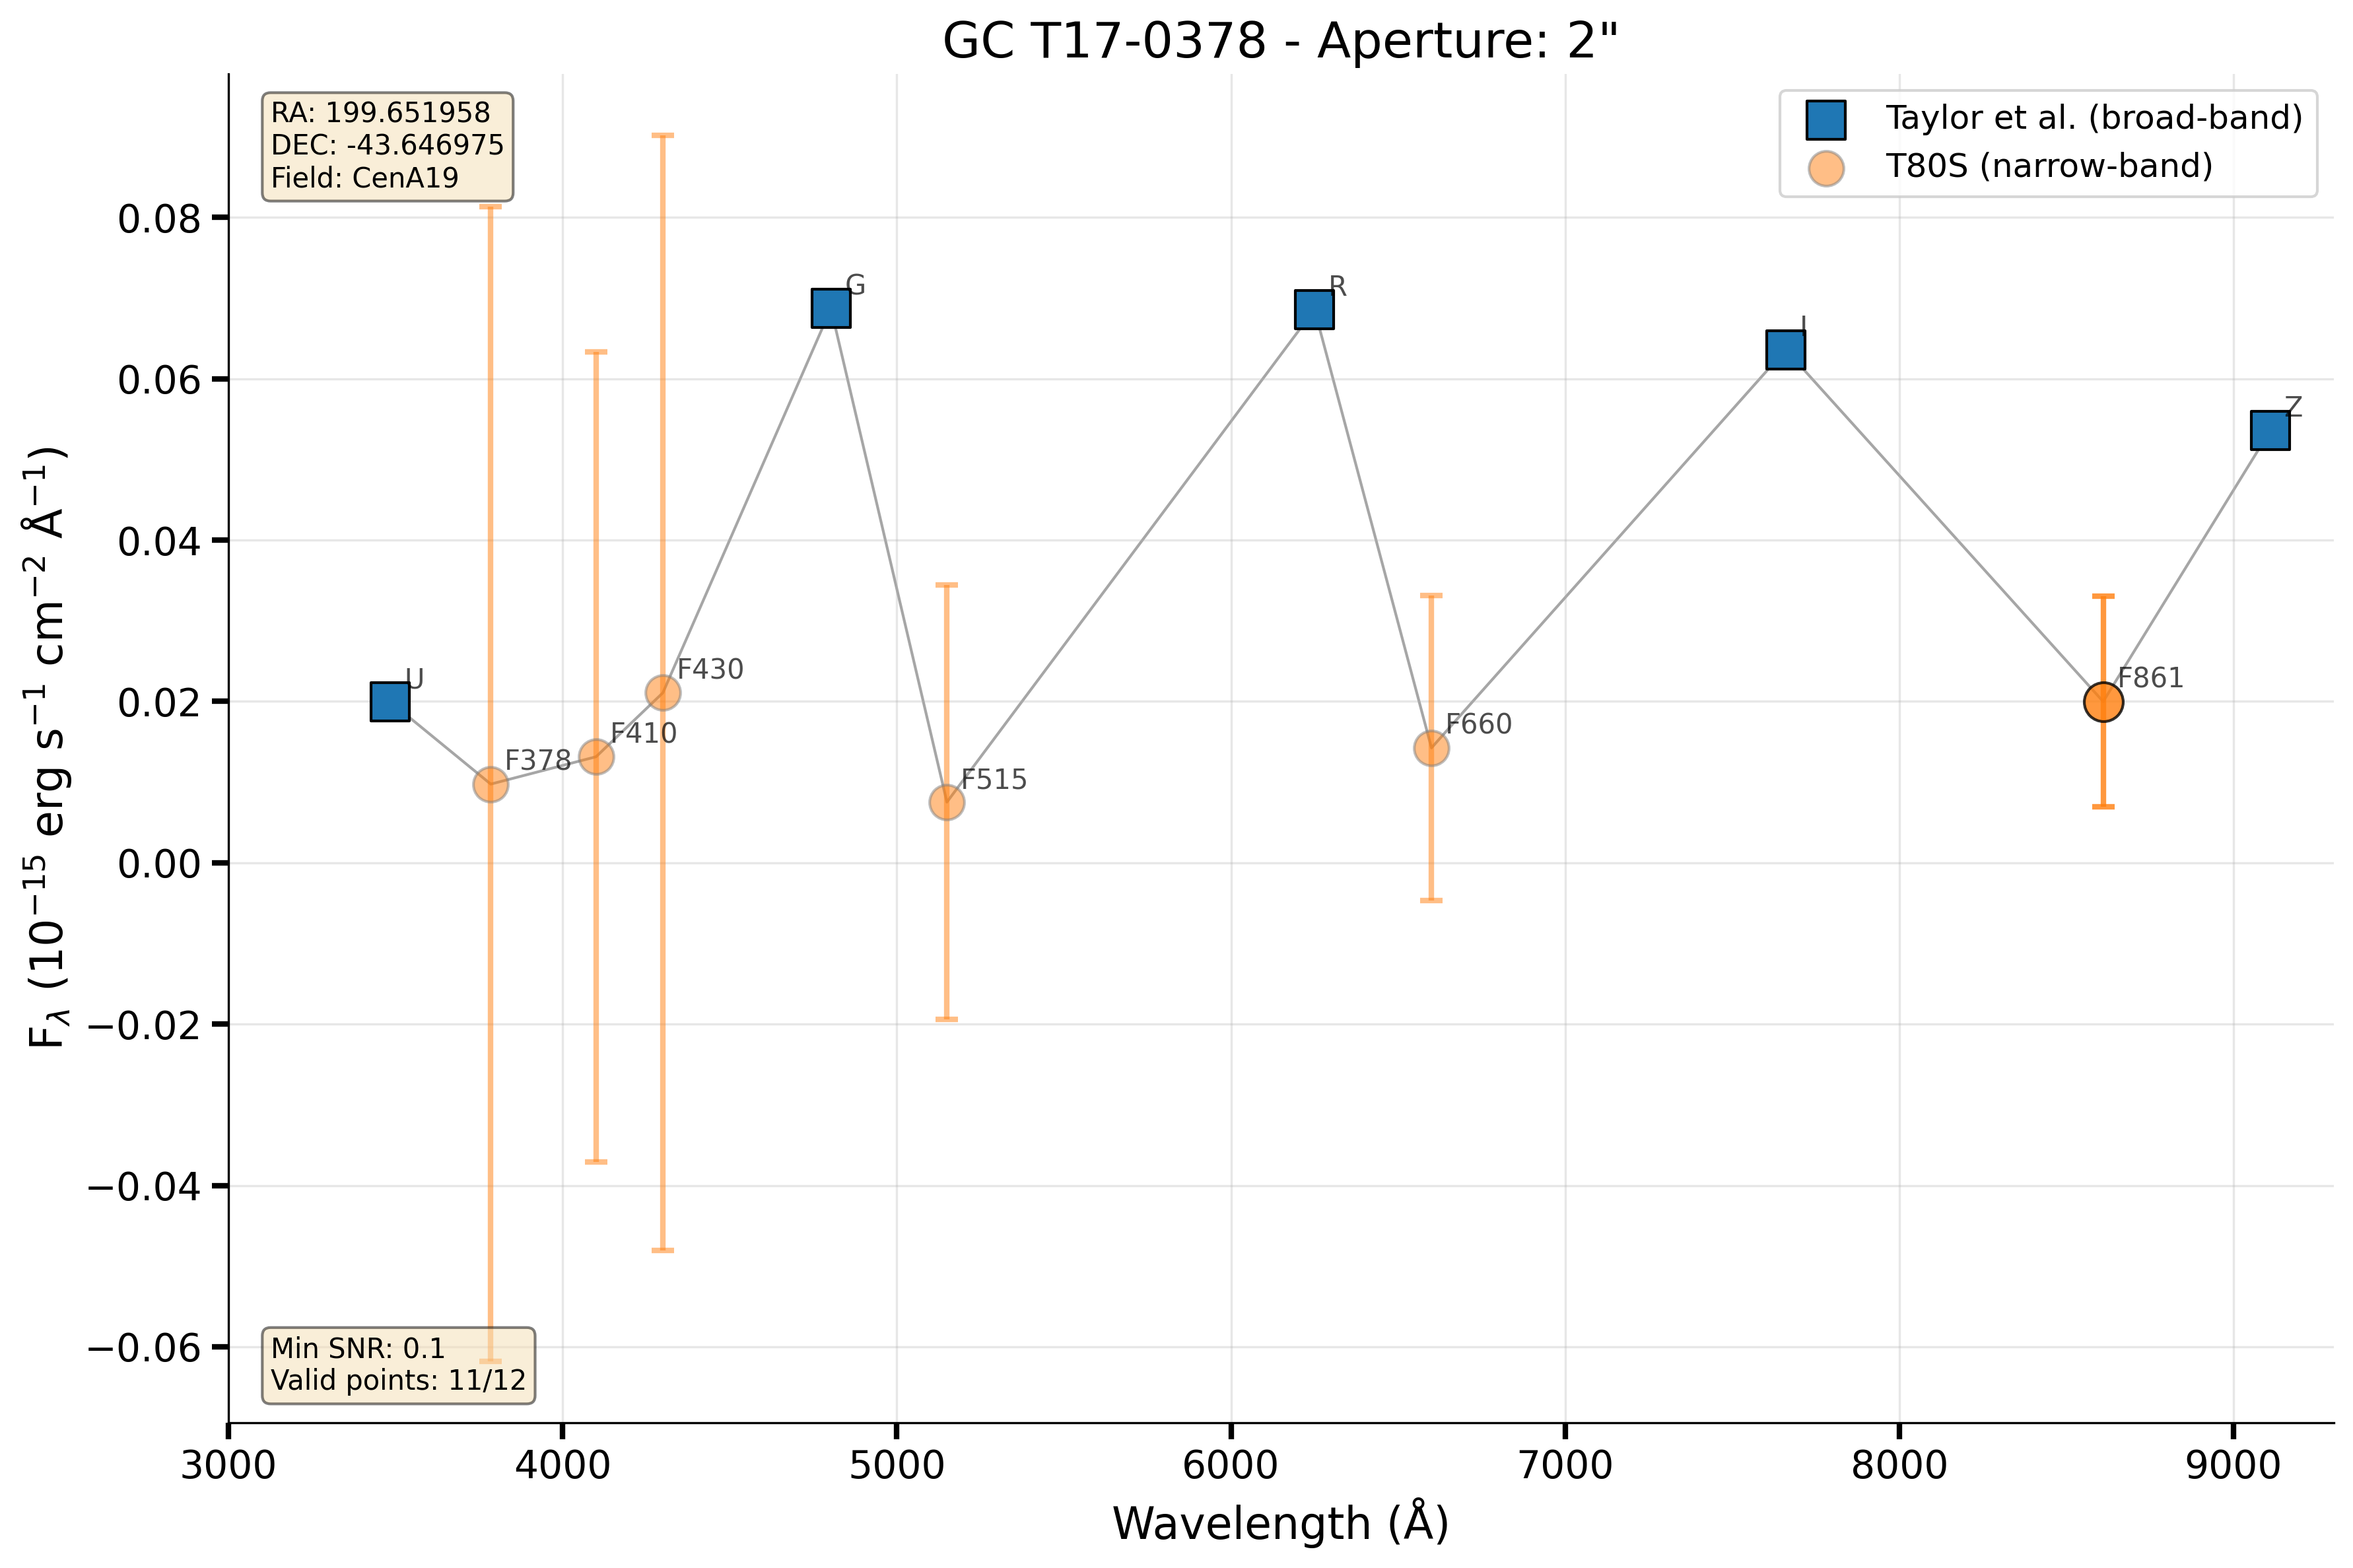 GC T17-0378 - Aperture: 2"
RA: 199.651958
DEC: -43.646975
Field: CenA19
Taylor et al. (broad-band)
T80S (narrow-band)
F_λ (10⁻¹⁵ erg s⁻¹ cm⁻² Å⁻¹)
0.08
0.06
0.04
0.02
0.00
−0.02
−0.04
−0.06
U
F378
F410
F430
G
F515
R
F660
I
F861
Z
Min SNR: 0.1
Valid points: 11/12
3000 4000 5000 6000 7000 8000 9000
Wavelength (Å)